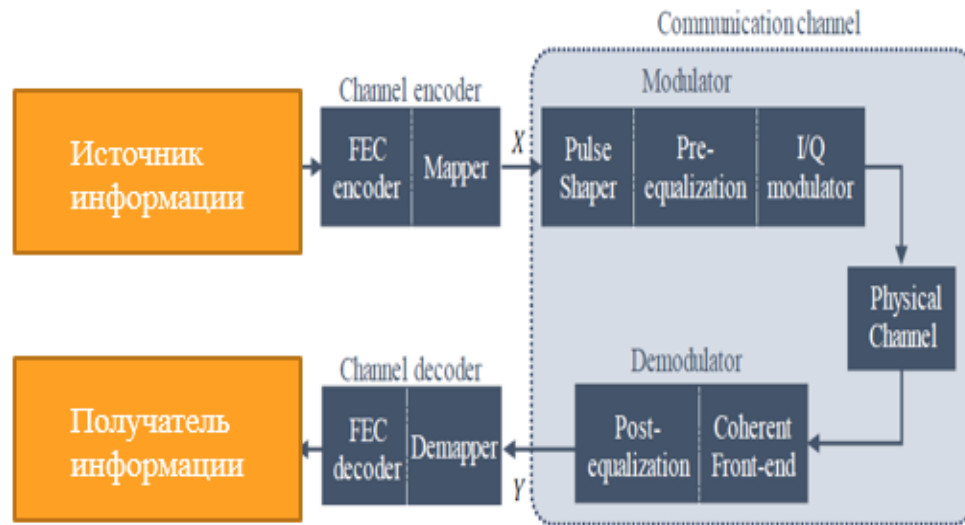 Communication channel
Channel encoder
Modulator
Источник
информации
FEC
encoder
Mapper
X
Pulse
Shaper
Pre-
equalization
I/Q
modulator
Physical
Channel
Channel decoder
Demodulator
Получатель
информации
FEC
decoder
Demapper
Y
Post-
equalization
Coherent
Front-end